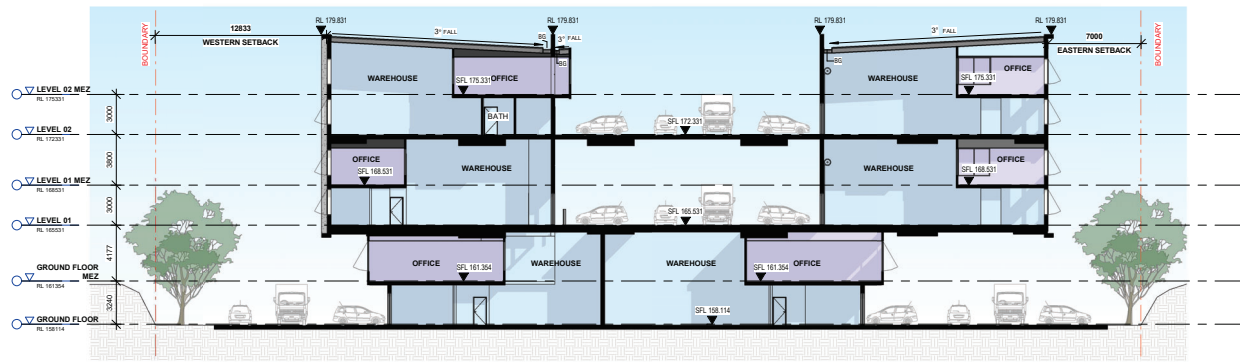 RL 179.831
RL 179.831
RL 179.831
RL 179.831
12833
WESTERN SETBACK
3° FALL
BG
3° FALL
BG
3° FALL
BG
7000
EASTERN SETBACK
BOUNDARY
BOUNDARY
WAREHOUSE
OFFICE
SFL 175.331
WAREHOUSE
OFFICE
SFL 175.331
LEVEL 02 MEZ
RL 175331
3000
BATH
SFL 172.331
LEVEL 02
RL 172331
3800
OFFICE
SFL 168.531
WAREHOUSE
WAREHOUSE
OFFICE
SFL 168.531
LEVEL 01 MEZ
RL 168531
3000
SFL 165.531
LEVEL 01
RL 165531
4177
OFFICE
SFL 161.354
WAREHOUSE
WAREHOUSE
OFFICE
SFL 161.354
GROUND FLOOR
MEZ
RL 161354
3240
SFL 158.114
GROUND FLOOR
RL 158114